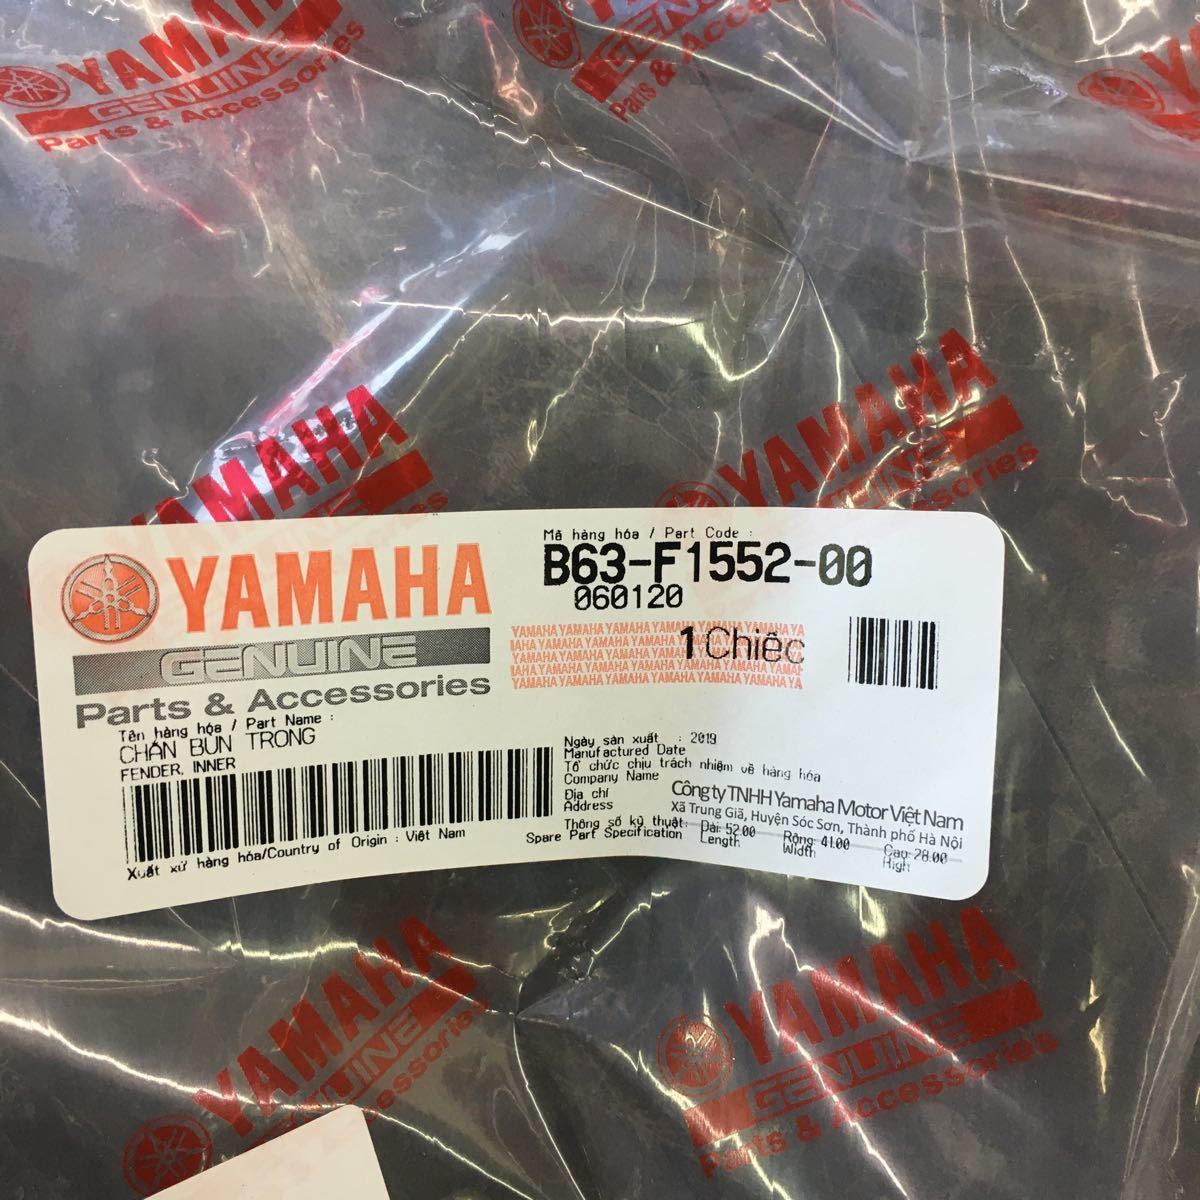 YAMAHA
GENUINE
Parts & Accessories
YAMAHA
GENUINE
Parts & Accessories
YAMAHA
YAMAHA
GENUINE
YAMAHA
YAMAHA
GENUINE
Parts & Accessories
Mã hàng hóa / Part Code :
B63-F1552-00
060120
YAMAHA YAMAHA YAMAHA YAMAHA YAMAHA YAMAHA YA
1 Chiếc
Tên hàng hóa / Part Name :
CHẮN BÙN TRONG
FENDER, INNER
Xuất xứ hàng hóa/Country of Origin : Việt Nam
Ngày sản xuất : 2019
Manufactured Date
Tổ chức chịu trách nhiệm về hàng hóa
Company Name
Công ty TNHH Yamaha Motor Việt Nam
Địa chỉ
Address
Xã Trung Giã, Huyện Sóc Sơn, Thành phố Hà Nội
Thông số kỹ thuật: Dài: 52.00 Rộng: 41.00 Cao: 28.00
Spare Part Specification Length Width High
YAMAHA
GENUINE
YAMAHA
GENUINE
Parts & Accessories